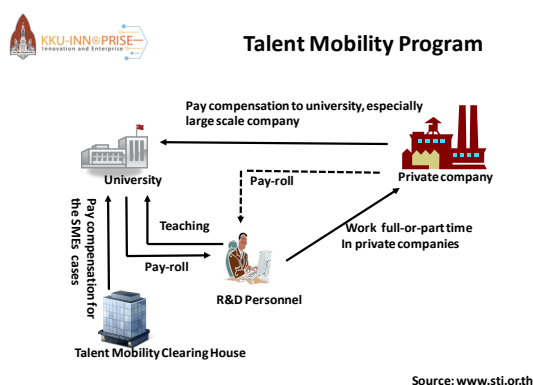 KKU-INNOPRISE
Innovation and Enterprise
Talent Mobility Program
Pay compensation to university, especially
large scale company
University
Pay-roll
Private company
Teaching
Work full-or-part time
In private companies
Pay-roll
Pay compensation for
the SMEs cases
R&D Personnel
Talent Mobility Clearing House
Source: www.sti.or.th